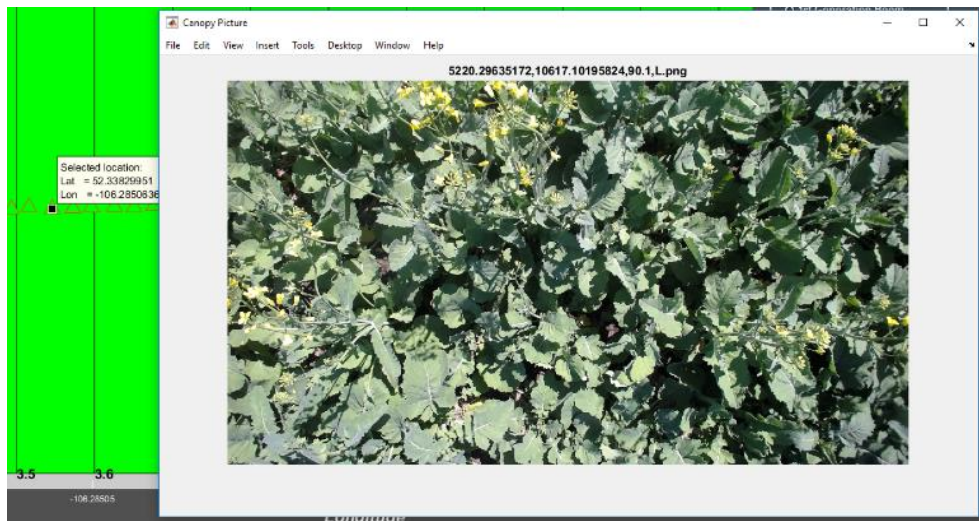 Canopy Picture
File Edit View Insert Tools Desktop Window Help
5220.29635172,10617.10195824,90.1,L.png
Selected location:
Lat = 52.33829951
Lon = -106.2850636
3.5 3.6
-106.28505
Longitude